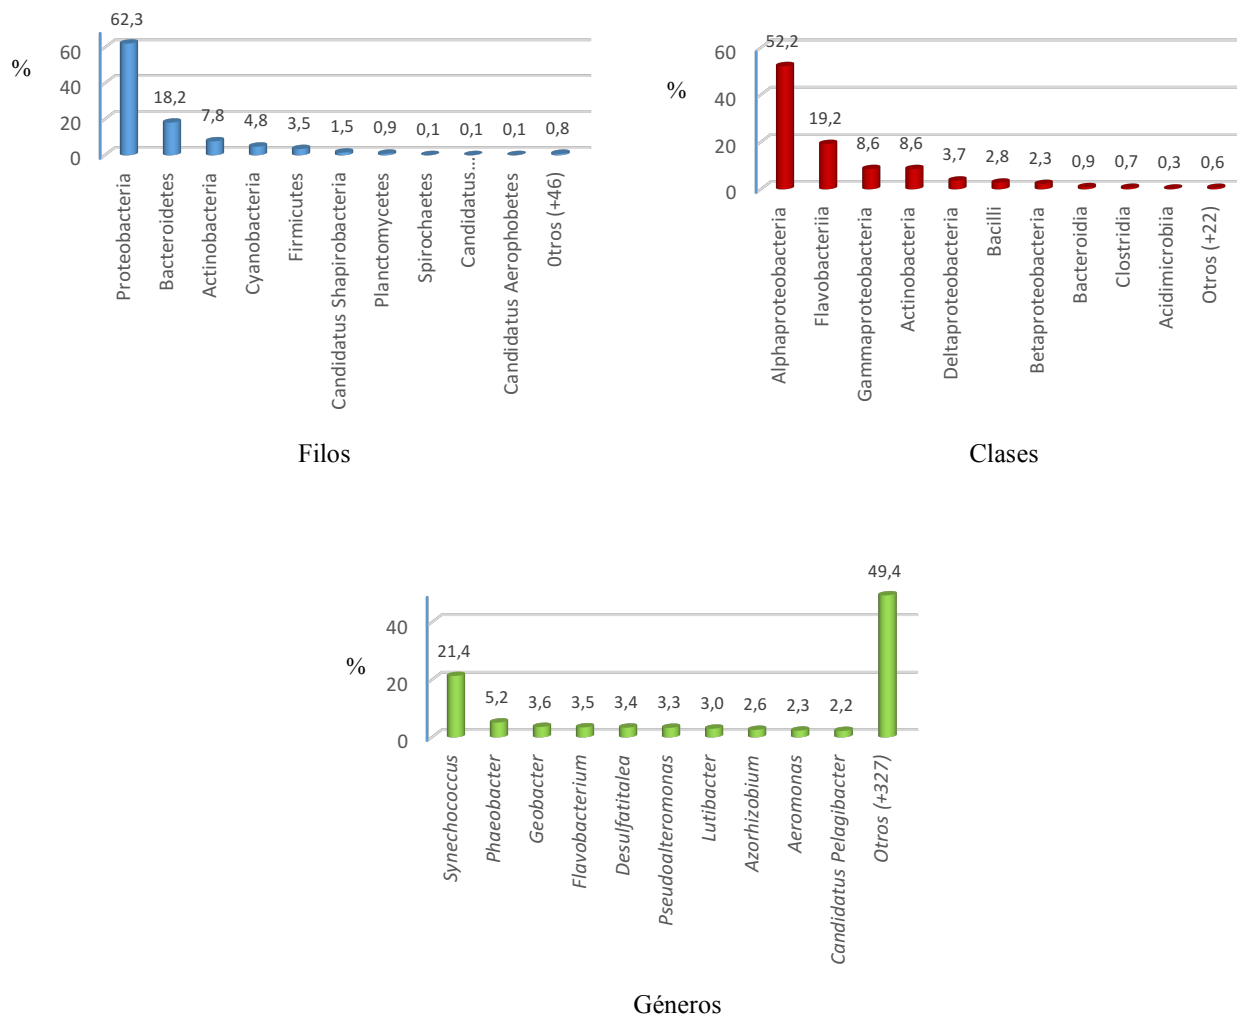 62,3
60
%
40
18,2
20
7,8
4,8
3,5
1,5
0,9
0,1
0,1
0,1
0,8
0
Proteobacteria
Bacteroidetes
Actinobacteria
Cyanobacteria
Firmicutes
Candidatus Shapirobacteria
Planctomycetes
Spirochaetes
Candidatus...
Candidatus Aerophobetes
Otros (+46)
Filos
60
52,2
%
40
19,2
20
8,6
8,6
3,7
2,8
2,3
0,9
0,7
0,3
0,6
0
Alphaproteobacteria
Flavobacteriia
Gammaproteobacteria
Actinobacteria
Deltaproteobacteria
Bacilli
Betaproteobacteria
Bacteroidia
Clostridia
Acidimicrobiia
Otros (+22)
Clases
49,4
40
%
21,4
20
5,2
3,6
3,5
3,4
3,3
3,0
2,6
2,3
2,2
0
Synechococcus
Phaeobacter
Geobacter
Flavobacterium
Desulfatitalea
Pseudoalteromonas
Lutibacter
Azorhizobium
Aeromonas
Candidatus Pelagibacter
Otros (+327)
Géneros